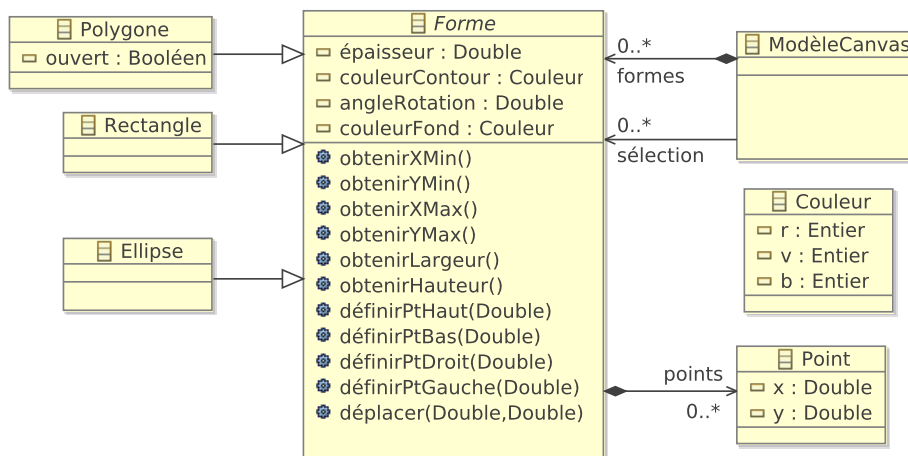 Polygone
ouvert : Booléen
Rectangle
Ellipse
Forme
épaisseur : Double
couleurContour : Couleur
angleRotation : Double
couleurFond : Couleur
obtenirXMin()
obtenirYMin()
obtenirXMax()
obtenirYMax()
obtenirLargeur()
obtenirHauteur()
définirPtHaut(Double)
définirPtBas(Double)
définirPtDroit(Double)
définirPtGauche(Double)
déplacer(Double,Double)
0..*
formes
0..*
sélection
ModèleCanvas
Couleur
r : Entier
v : Entier
b : Entier
points
0..*
Point
x : Double
y : Double